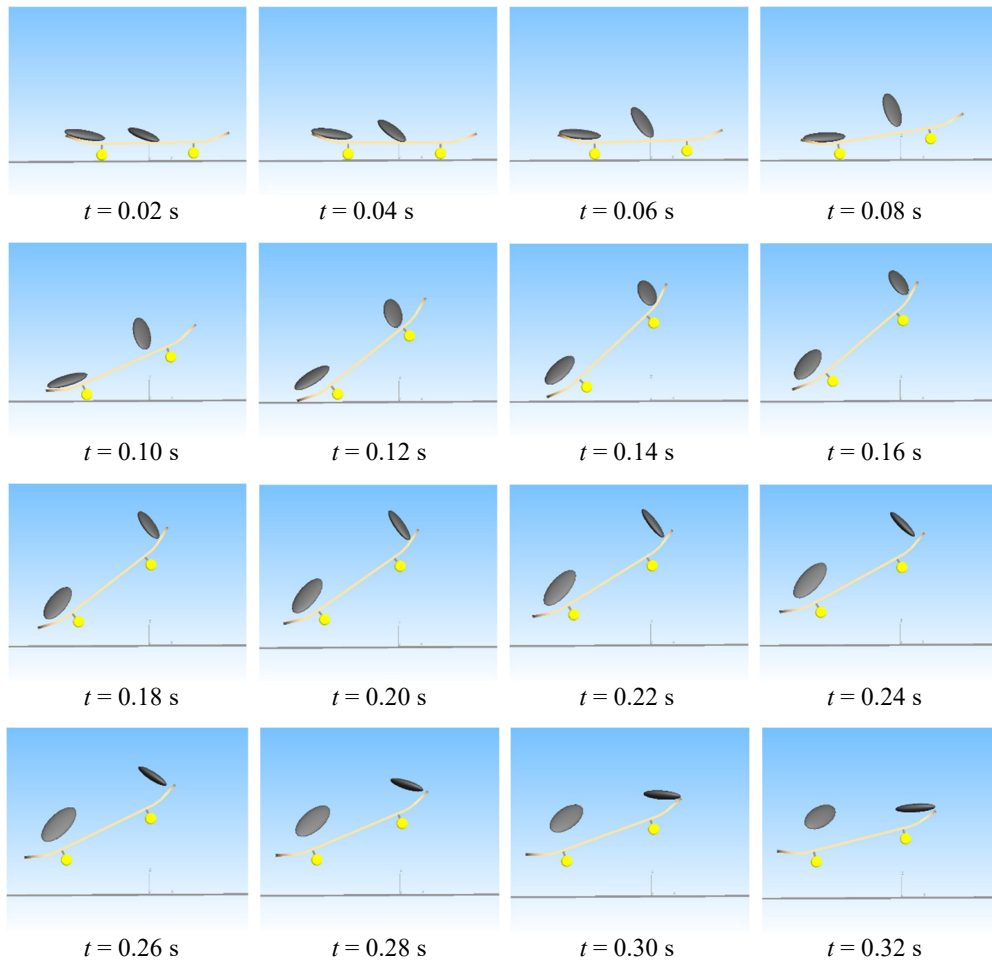 t = 0.02 s
t = 0.04 s
t = 0.06 s
t = 0.08 s
t = 0.10 s
t = 0.12 s
t = 0.14 s
t = 0.16 s
t = 0.18 s
t = 0.20 s
t = 0.22 s
t = 0.24 s
t = 0.26 s
t = 0.28 s
t = 0.30 s
t = 0.32 s